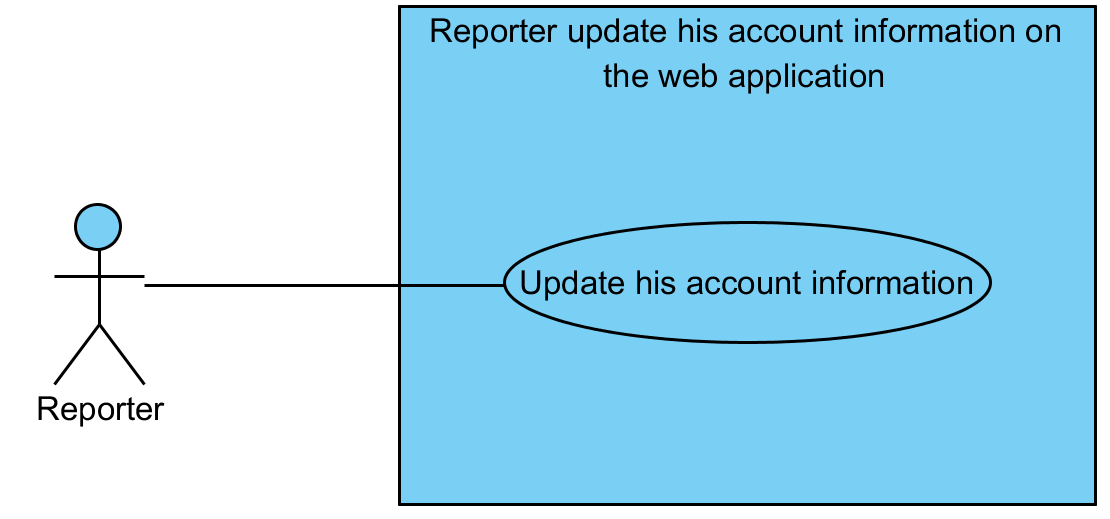 Reporter update his account information on
the web application
Update his account information
Reporter